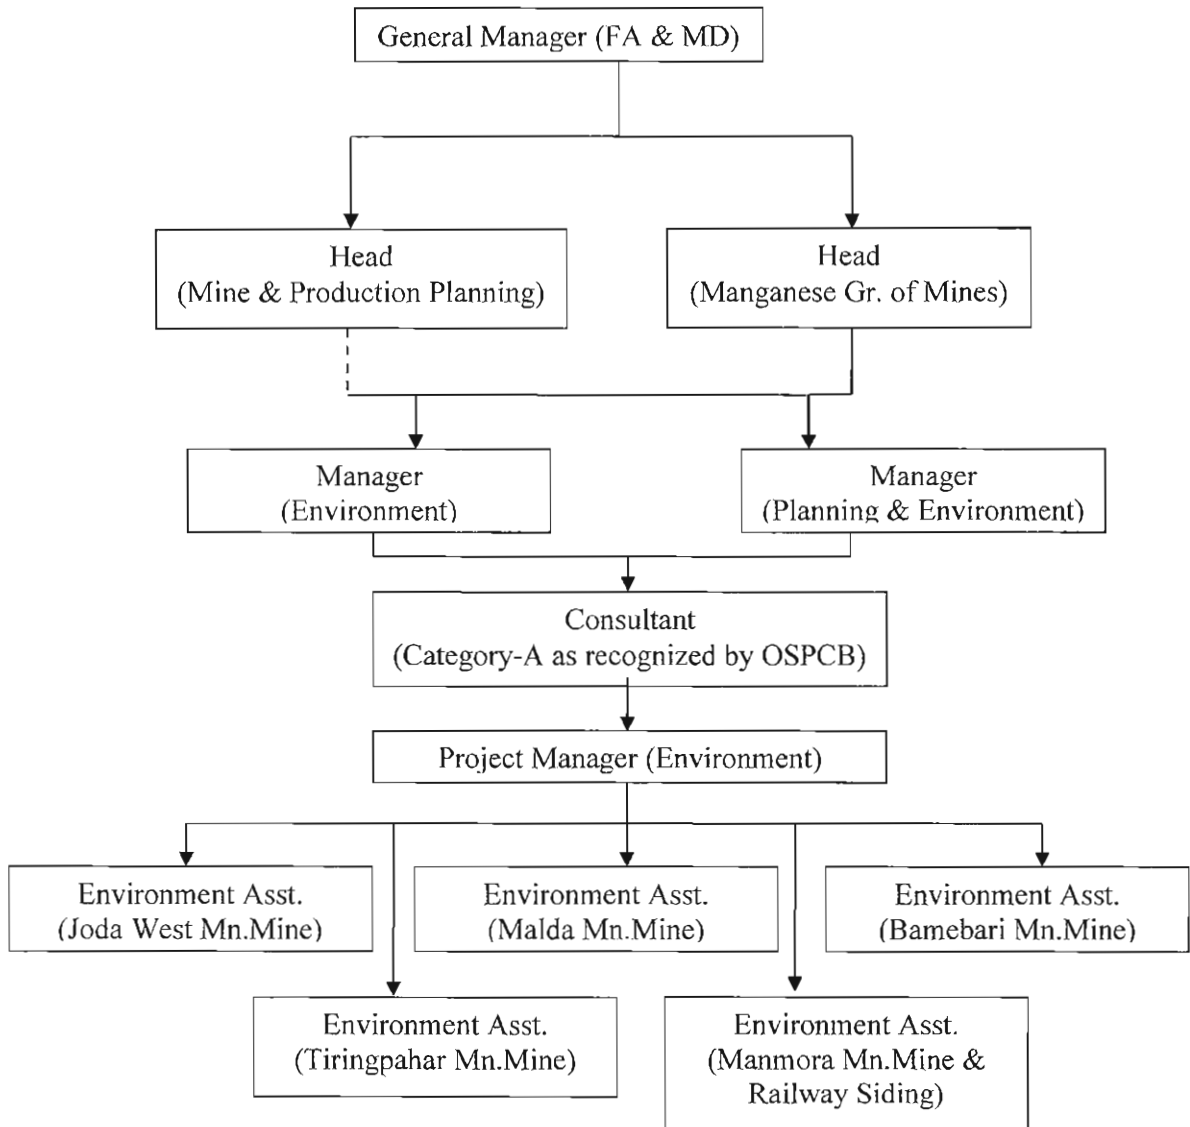 General Manager (FA & MD)
Head
(Mine & Production Planning)
Head
(Manganese Gr. of Mines)
Manager
(Environment)
Manager
(Planning & Environment)
Consultant
(Category-A as recognized by OSPCB)
Project Manager (Environment)
Environment Asst.
(Joda West Mn.Mine)
Environment Asst.
(Malda Mn.Mine)
Environment Asst.
(Bamebari Mn.Mine)
Environment Asst.
(Tiringpahar Mn.Mine)
Environment Asst.
(Manmora Mn.Mine &
Railway Siding)